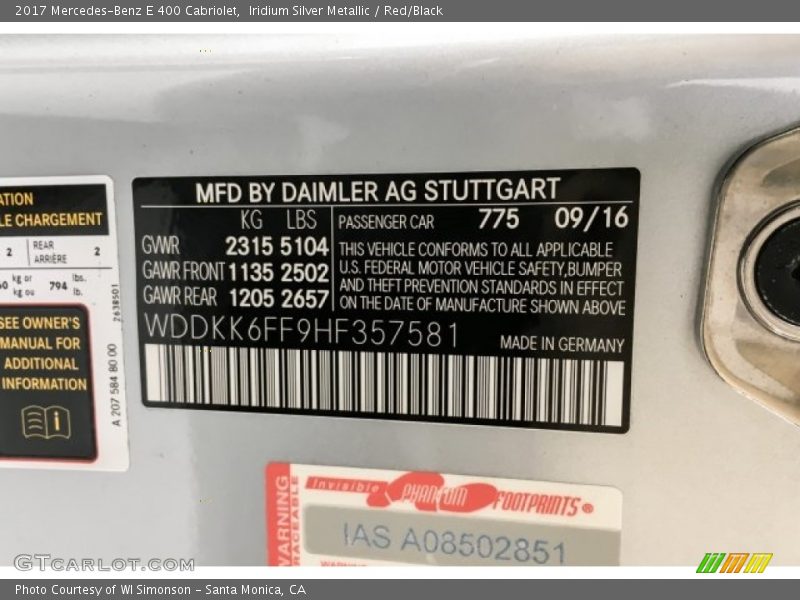 2017 Mercedes-Benz E 400 Cabriolet, Iridium Silver Metallic / Red/Black
LE CHARGEMENT
2 REAR ARRIÈRE 2
kg or kg ou 794 lbs. lb.
SEE OWNER'S
MANUAL FOR
ADDITIONAL
INFORMATION
A 207 584 80 00
2638501
MFD BY DAIMLER AG STUTTGART
KG LBS
GWR 2315 5104
GAWR FRONT 1135 2502
GAWR REAR 1205 2657
PASSENGER CAR 775 09/16
THIS VEHICLE CONFORMS TO ALL APPLICABLE
U.S. FEDERAL MOTOR VEHICLE SAFETY,BUMPER
AND THEFT PREVENTION STANDARDS IN EFFECT
ON THE DATE OF MANUFACTURE SHOWN ABOVE
WDDKK6FF9HF357581
MADE IN GERMANY
WARNING
Invisible PHANTOM FOOTPRINTS®
IAS A08502851
GTCARLOT.COM
Photo Courtesy of WI Simonson - Santa Monica, CA